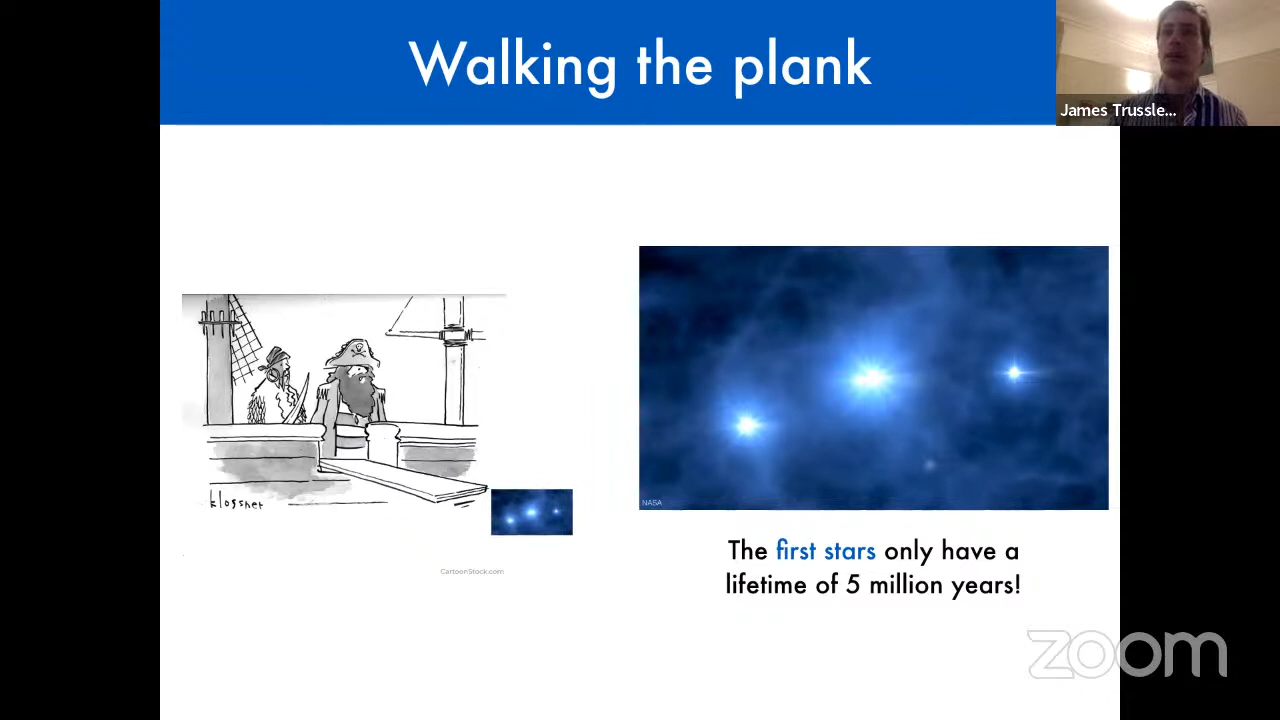 Walking the plank
James Trussle...
klossner
CartoonStock.com
NASA
The first stars only have a
lifetime of 5 million years!
zoom